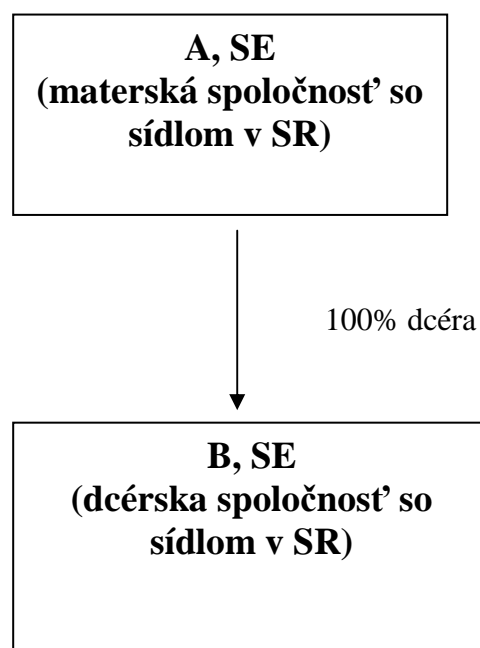 A, SE
(materská spoločnosť so
sídlom v SR)
100% dcéra
B, SE
(dcérska spoločnosť so
sídlom v SR)